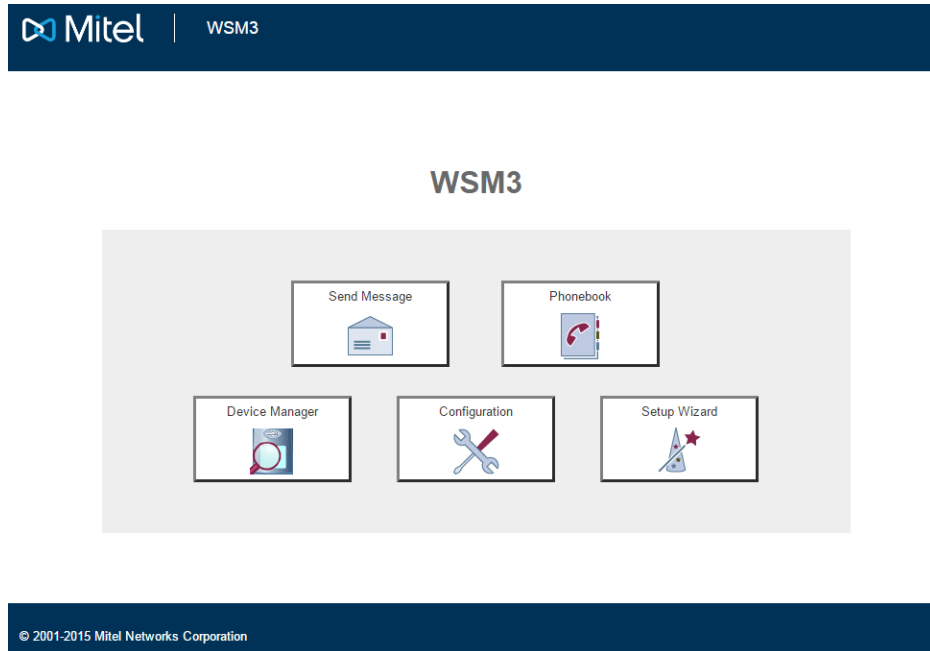 Mitel WSM3
WSM3
Send Message Phonebook
Device Manager Configuration Setup Wizard
© 2001-2015 Mitel Networks Corporation